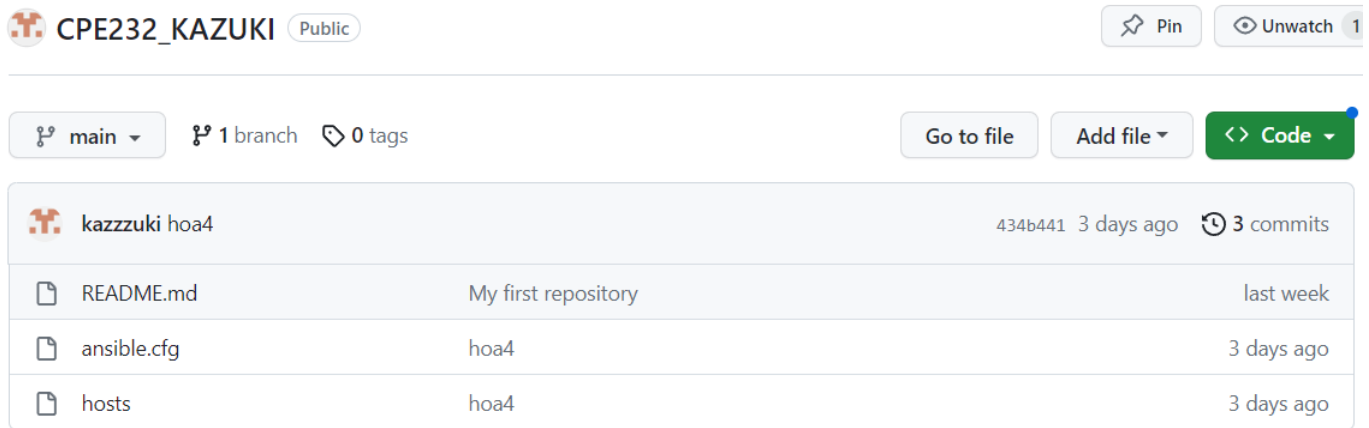 CPE232_KAZUKI Public Pin Unwatch 1
main 1 branch 0 tags Go to file Add file <> Code
kazzzuki hoa4 434b441 3 days ago 3 commits
README.md My first repository last week
ansible.cfg hoa4 3 days ago
hosts hoa4 3 days ago